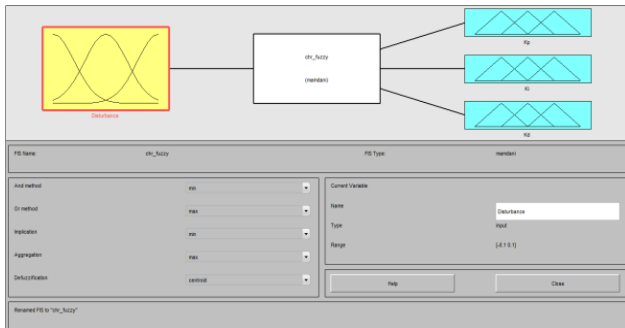 Kp
chr_fuzzy
(mamdani)
Ki
Disturbance
Kd
FIS Name: chr_fuzzy FIS Type: mamdani
And method min
Or method max
Implication min
Aggregation max
Defuzzification centroid
Current Variable
Name Disturbance
Type input
Range [-0.1 0.1]
Help Close
Renamed FIS to "chr_fuzzy"